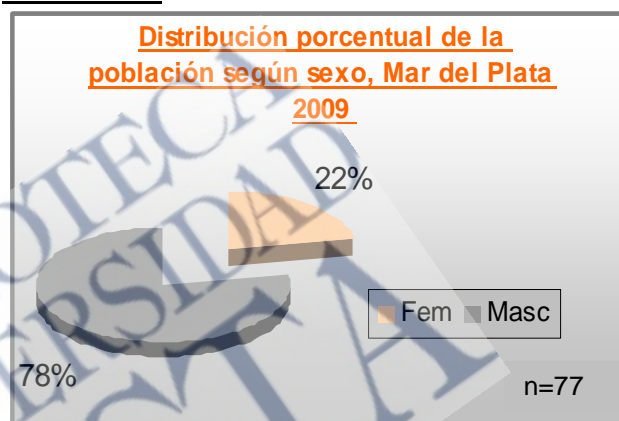 Distribución porcentual de la
población según sexo, Mar del Plata
2009
22%
Fem Masc
78%
n=77